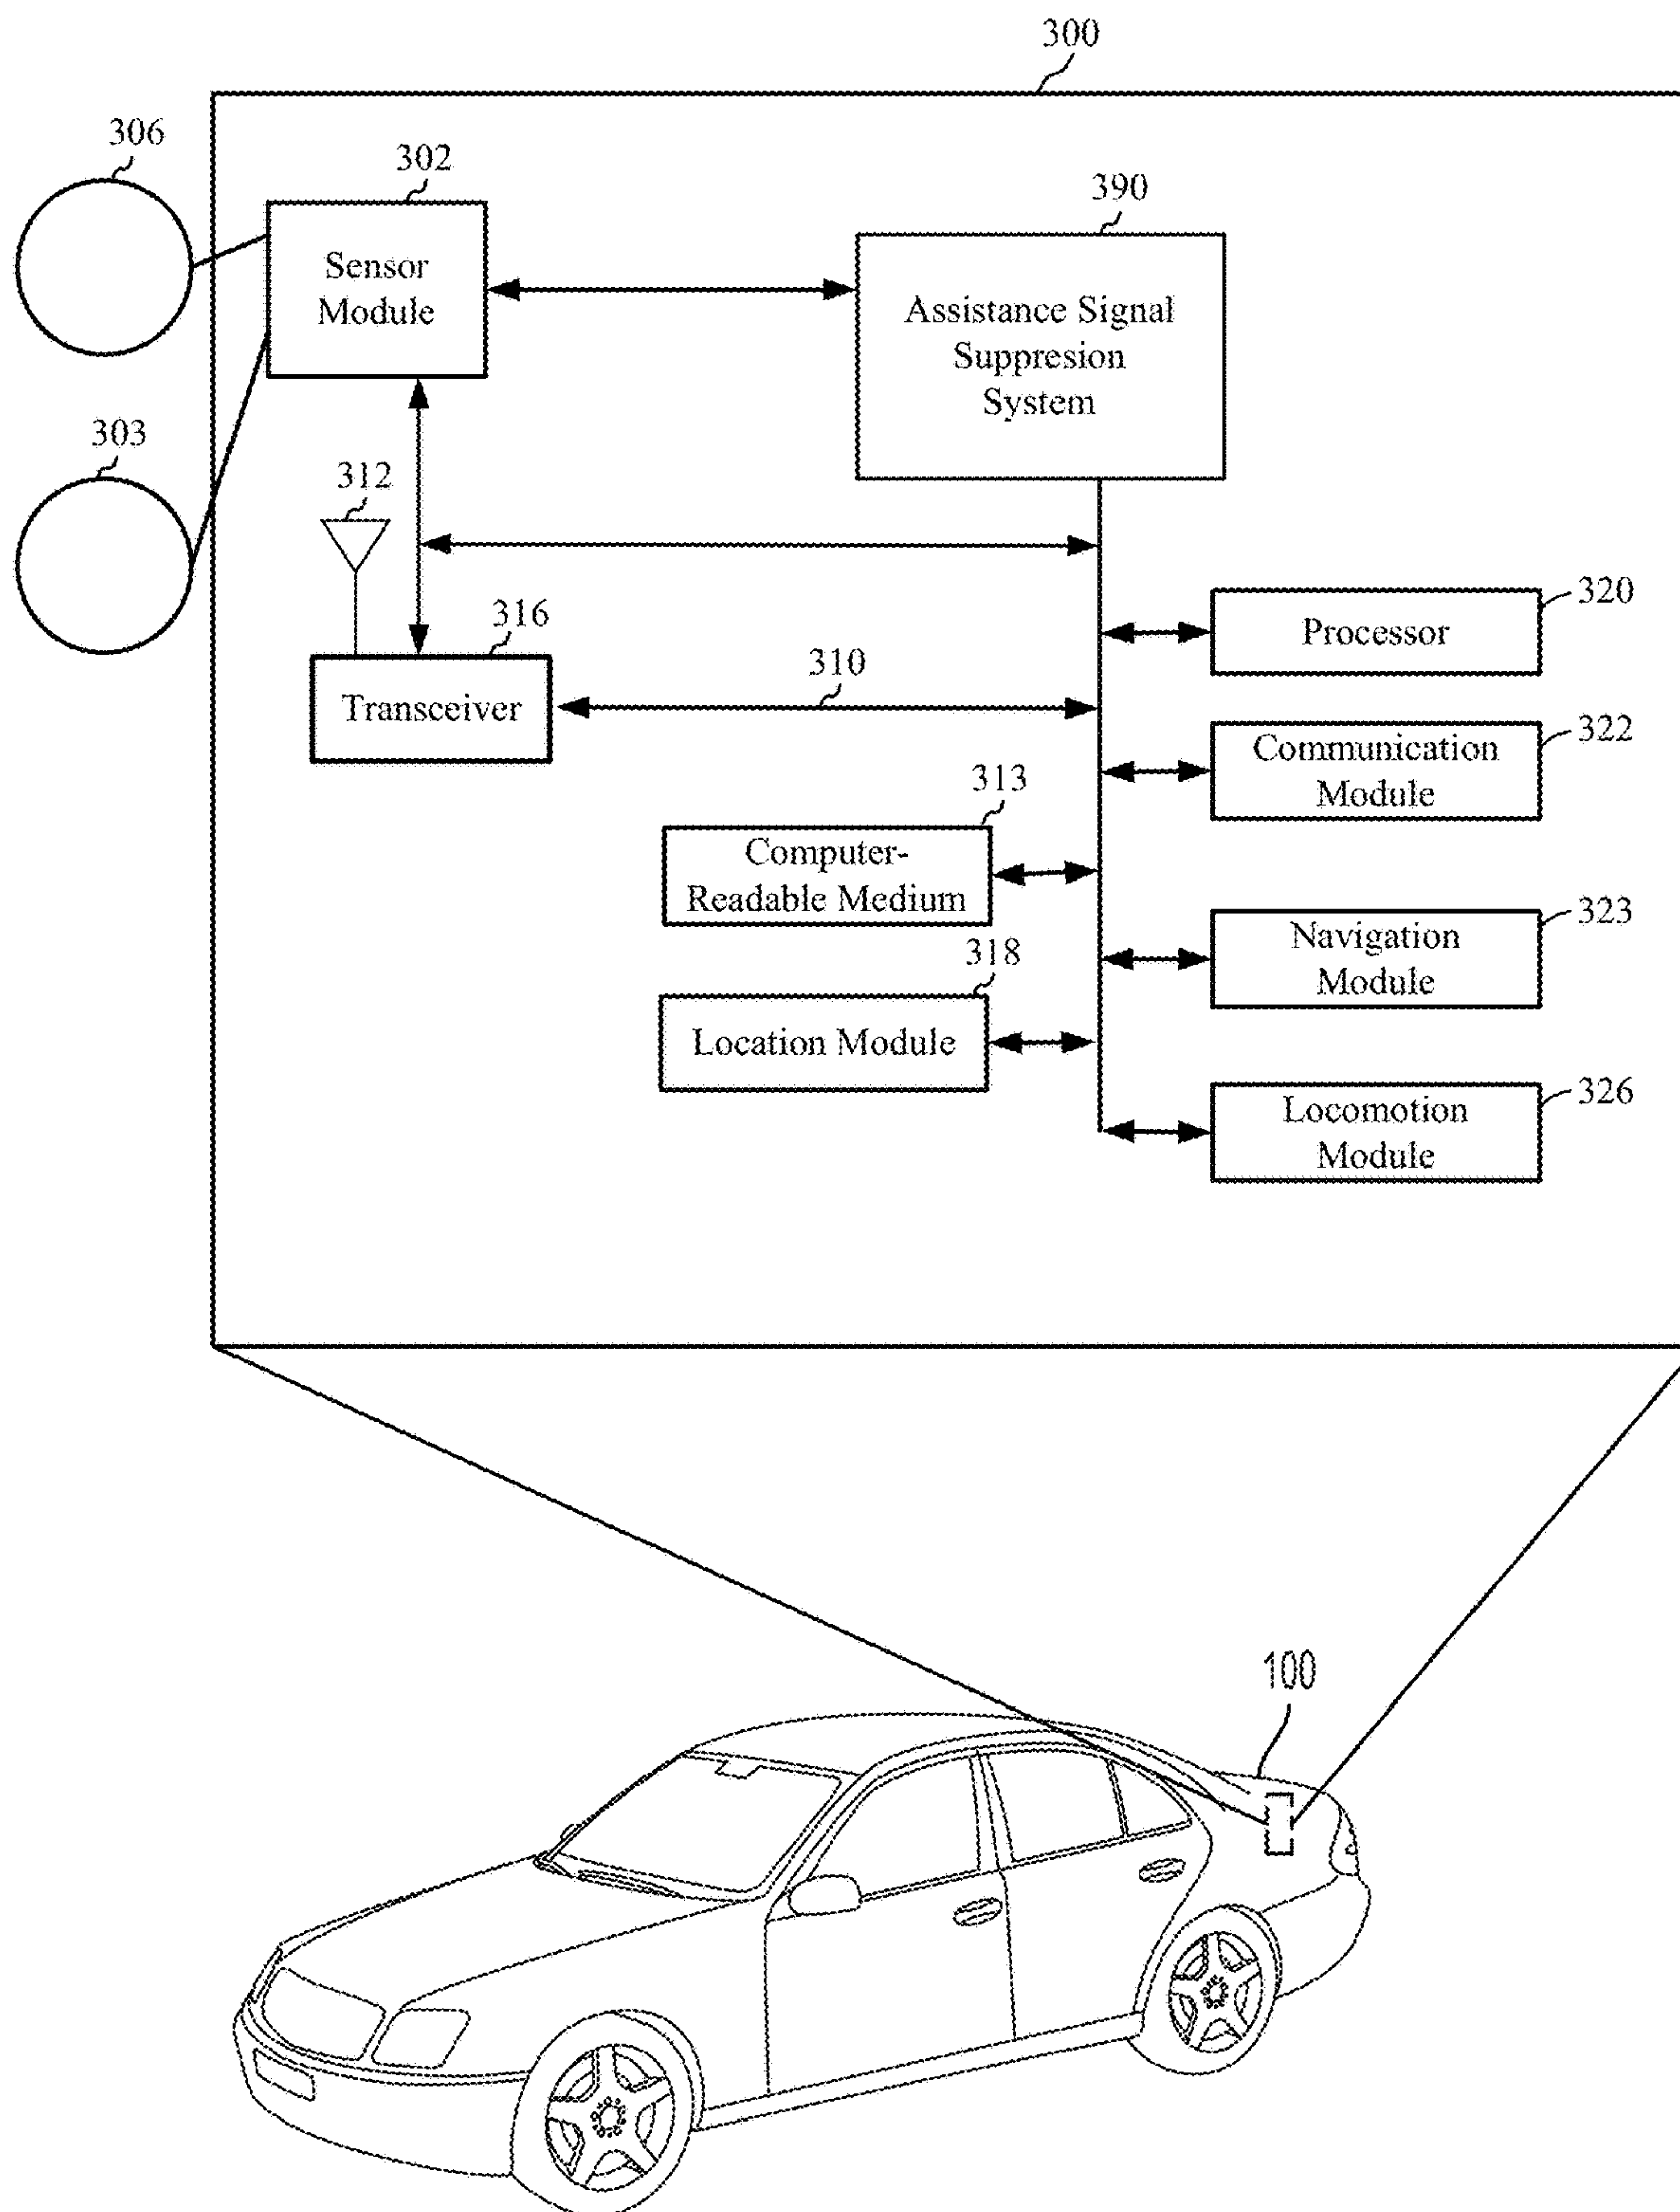 300
306
302
390
Sensor
Module
Assistance Signal
Suppresion
System
303
312
316
Transceiver
310
320
Processor
322
Communication
Module
313
Computer-
Readable Medium
323
Navigation
Module
318
Location Module
326
Locomotion
Module
100